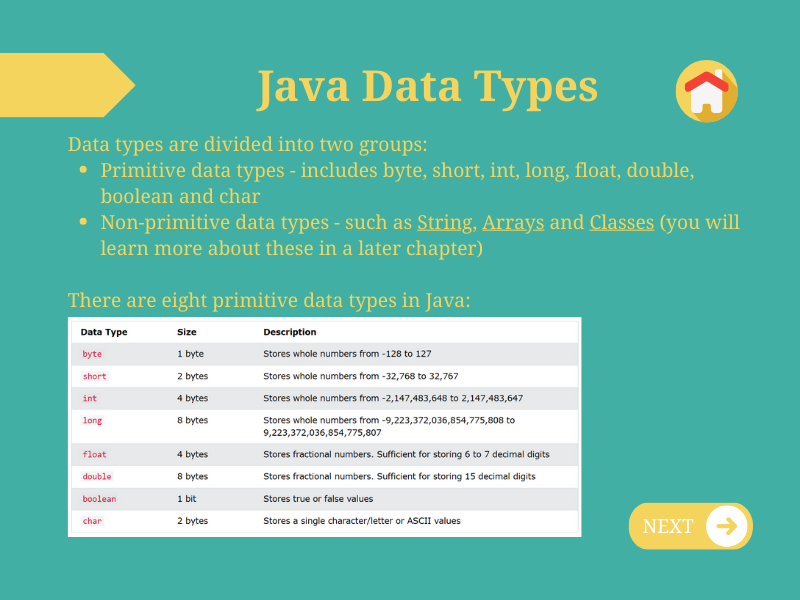 Java Data Types
Data types are divided into two groups:
• Primitive data types - includes byte, short, int, long, float, double,
boolean and char
• Non-primitive data types - such as String, Arrays and Classes (you will
learn more about these in a later chapter)
There are eight primitive data types in Java:
Data Type Size Description
byte 1 byte Stores whole numbers from -128 to 127
short 2 bytes Stores whole numbers from -32,768 to 32,767
int 4 bytes Stores whole numbers from -2,147,483,648 to 2,147,483,647
long 8 bytes Stores whole numbers from -9,223,372,036,854,775,808 to
9,223,372,036,854,775,807
float 4 bytes Stores fractional numbers. Sufficient for storing 6 to 7 decimal digits
double 8 bytes Stores fractional numbers. Sufficient for storing 15 decimal digits
boolean 1 bit Stores true or false values
char 2 bytes Stores a single character/letter or ASCII values
NEXT